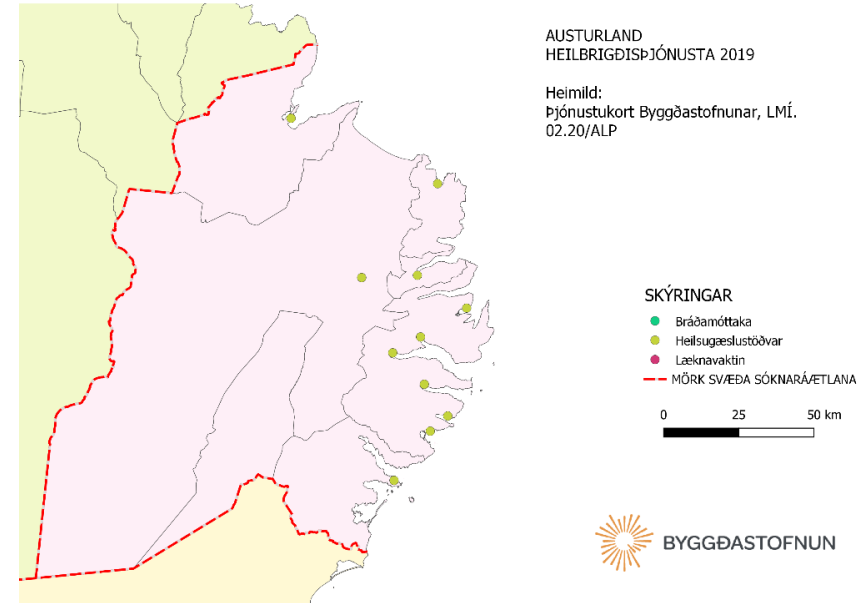 AUSTURLAND
HEILBRIGÐISÞJÓNUSTA 2019
Heimild:
Þjónustukort Byggðastofnunar, LMÍ.
02.20/ALP
SKÝRINGAR
Bráðamóttaka
Heilsugæslustöðvar
Læknavaktin
MÖRK SVÆÐA SÓKNARÁÆTLANA
0 25 50 km
BYGGÐASTOFNUN